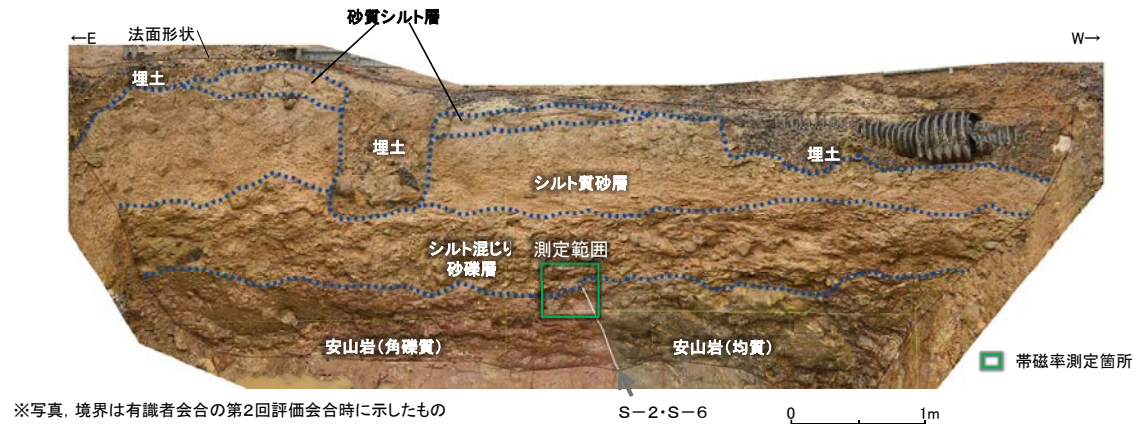 砂質シルト層
←E
法面形状
W→
埋土
埋土
埋土
シルト質砂層
シルト混じり
砂礫層
測定範囲
安山岩(角礫質)
安山岩(均質)
帯磁率測定箇所
※写真，境界は有識者会合の第2回評価会合時に示したもの
S－2・S－6
0
1m